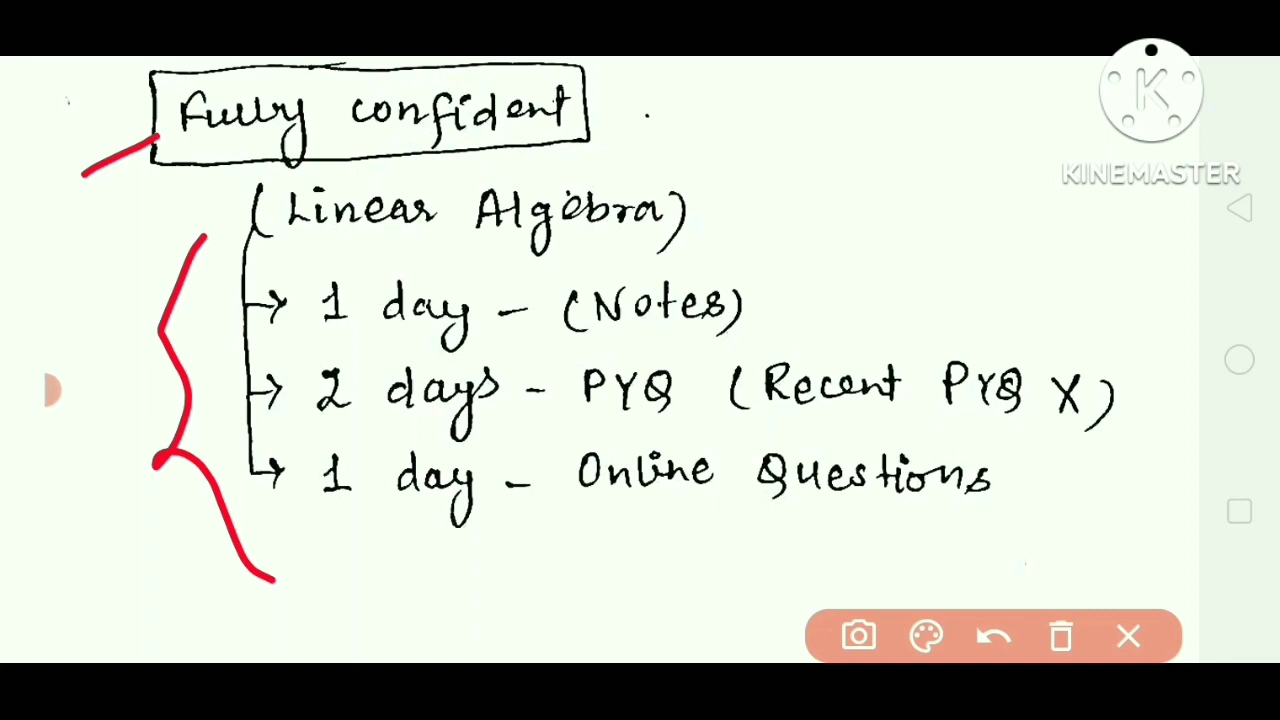 Fully confident
KINEMASTER
(Linear Algebra)
→ 1 day - (Notes)
→ 2 days - PYQ (Recent PYQ X)
→ 1 day - Online Questions